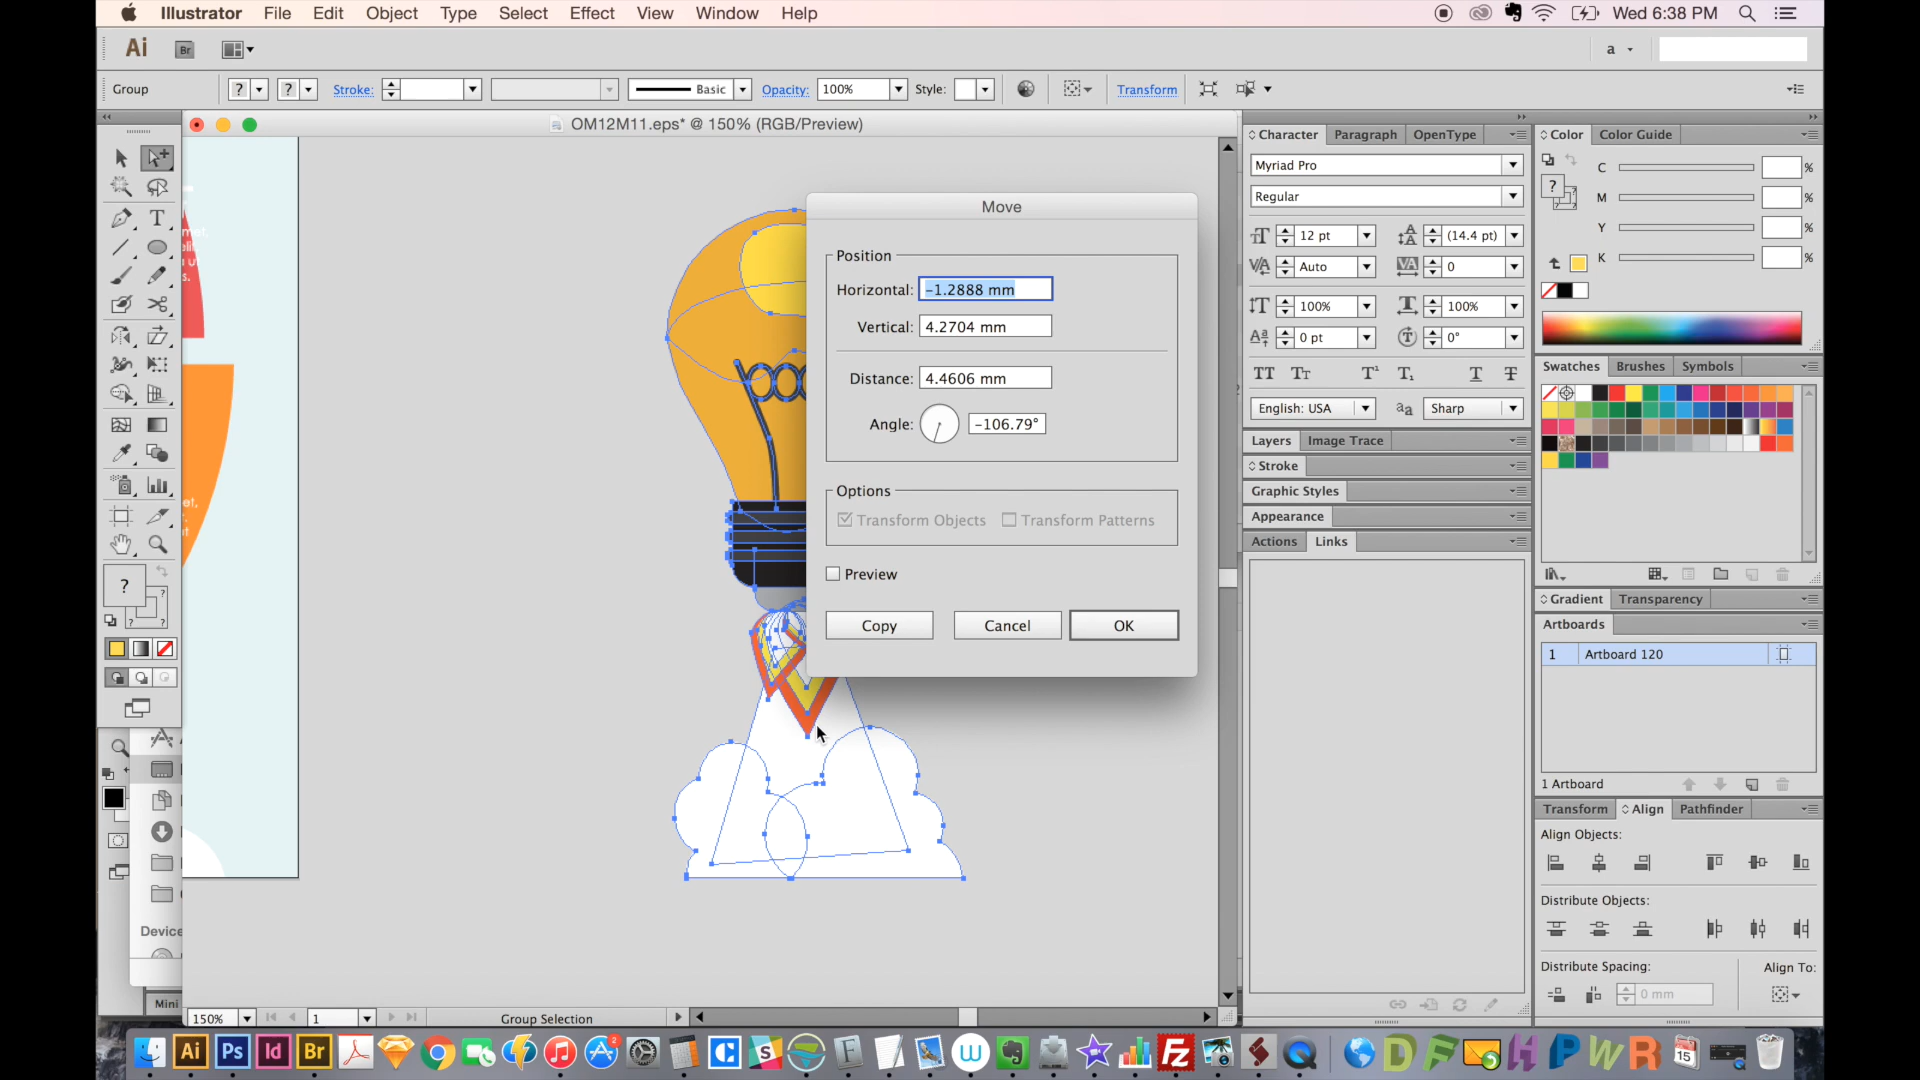 Illustrator File Edit Object Type Select Effect View Window Help
Wed 6:38 PM
Ai Br
a
Group ? ? Stroke: Basic Opacity: 100% Style: Transform
OM12M11.eps* @ 150% (RGB/Preview)
Move
Position
Horizontal: -1.2888 mm
Vertical: 4.2704 mm
Distance: 4.4606 mm
Angle: -106.79°
Options
Transform Objects Transform Patterns
Preview
Copy Cancel OK
Character Paragraph OpenType
Myriad Pro
Regular
12 pt (14.4 pt)
Auto 0
100% 100%
0 pt 0°
English: USA Sharp
Layers Image Trace
Stroke
Graphic Styles
Appearance
Actions Links
Color Color Guide
C %
M %
Y %
K %
Swatches Brushes Symbols
Gradient Transparency
Artboards
1 Artboard 120
1 Artboard
Transform Align Pathfinder
Align Objects:
Distribute Objects:
Distribute Spacing: Align To:
0 mm
Device
Mini
150% 1 Group Selection
Ai Ps Id Br